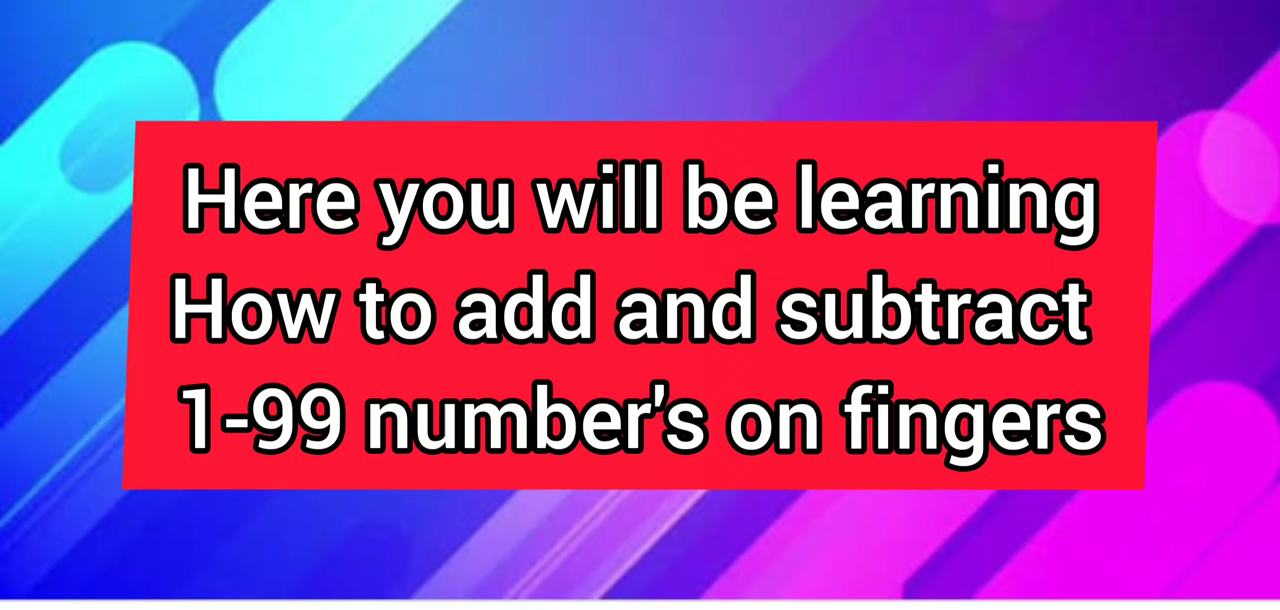 Here you will be learning
How to add and subtract
1-99 number's on fingers